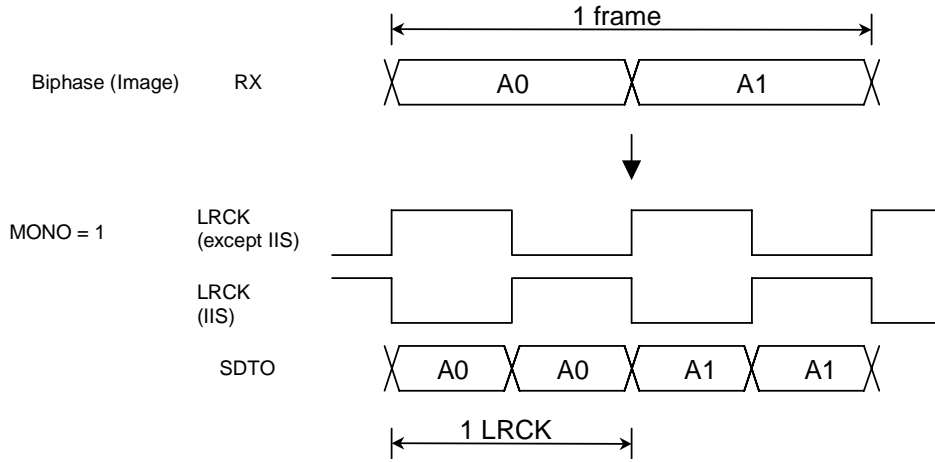 1 frame
Biphase (Image) RX A0 A1
MONO = 1
LRCK
(except IIS)
LRCK
(IIS)
SDTO A0 A0 A1 A1
1 LRCK